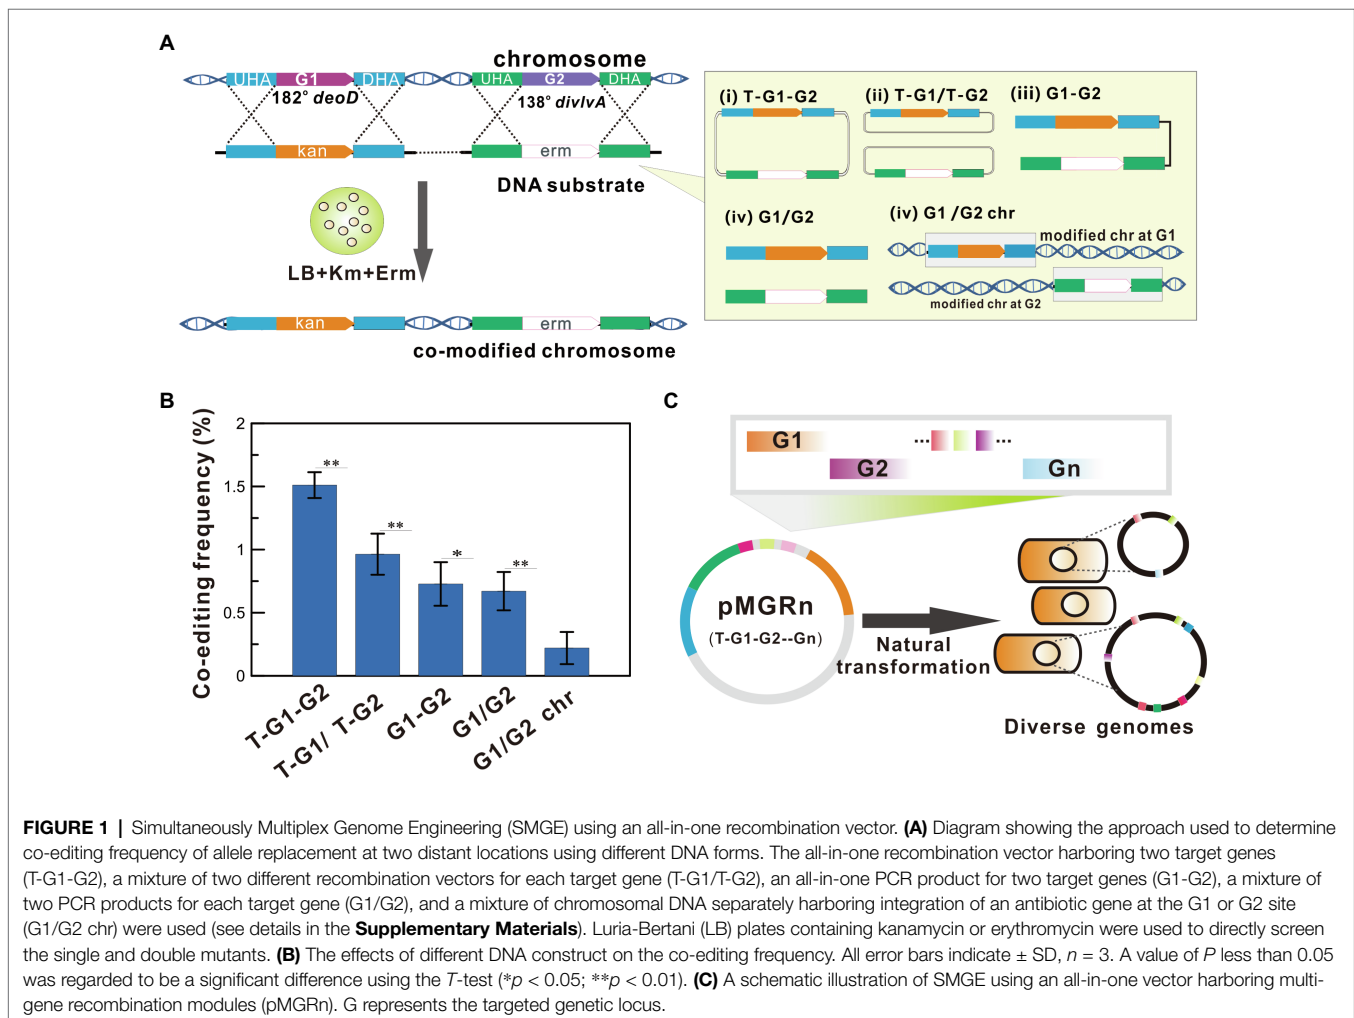 A
chromosome
UHA G1 DHA UHA G2 DHA
182° deoD 138° divIvA
kan erm
DNA substrate
LB+Km+Erm
kan erm
co-modified chromosome
(i) T-G1-G2 (ii) T-G1/T-G2 (iii) G1-G2
(iv) G1/G2 (iv) G1 /G2 chr
modified chr at G1
modified chr at G2
B
Co-editing frequency (%)
2
1.5
1
0.5
0
** ** * **
T-G1-G2 T-G1/ T-G2 G1-G2 G1/G2 G1/G2 chr
C
G1 ... ...
G2 Gn
pMGRn
(T-G1-G2--Gn)
Natural
transformation
Diverse genomes
FIGURE 1 | Simultaneously Multiplex Genome Engineering (SMGE) using an all-in-one recombination vector. (A) Diagram showing the approach used to determine
co-editing frequency of allele replacement at two distant locations using different DNA forms. The all-in-one recombination vector harboring two target genes
(T-G1-G2), a mixture of two different recombination vectors for each target gene (T-G1/T-G2), an all-in-one PCR product for two target genes (G1-G2), a mixture of
two PCR products for each target gene (G1/G2), and a mixture of chromosomal DNA separately harboring integration of an antibiotic gene at the G1 or G2 site
(G1/G2 chr) were used (see details in the Supplementary Materials). Luria-Bertani (LB) plates containing kanamycin or erythromycin were used to directly screen
the single and double mutants. (B) The effects of different DNA construct on the co-editing frequency. All error bars indicate ± SD, n = 3. A value of P less than 0.05
was regarded to be a significant difference using the T-test (*p < 0.05; **p < 0.01). (C) A schematic illustration of SMGE using an all-in-one vector harboring multi-
gene recombination modules (pMGRn). G represents the targeted genetic locus.